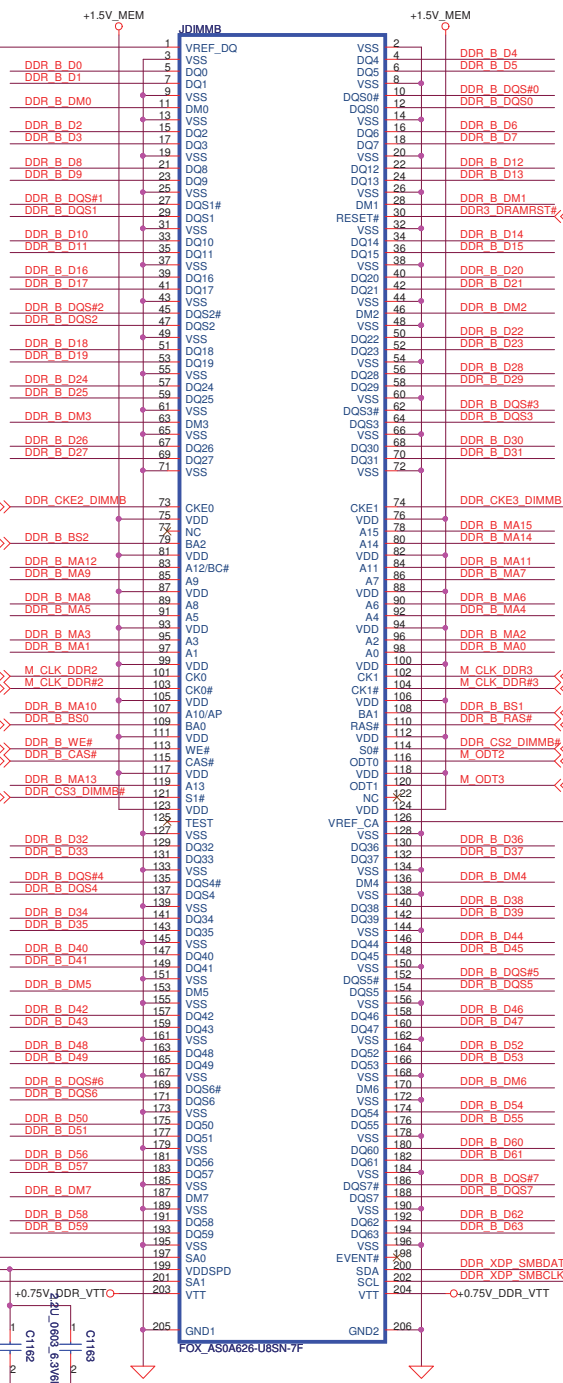 +1.5V_MEM +1.5V_MEM
JDIMMB
1 VREF_DQ VSS 2
3 VSS DQ4 4 DDR_B_D4
DDR_B_D0 5 DQ0 DQ5 6 DDR_B_D5
DDR_B_D1 7 DQ1 VSS 8
9 VSS DQS0# 10 DDR_B_DQS#0
DDR_B_DM0 11 DM0 DQS0 12 DDR_B_DQS0
13 VSS VSS 14
DDR_B_D2 15 DQ2 DQ6 16 DDR_B_D6
DDR_B_D3 17 DQ3 DQ7 18 DDR_B_D7
19 VSS VSS 20
DDR_B_D8 21 DQ8 DQ12 22 DDR_B_D12
DDR_B_D9 23 DQ9 DQ13 24 DDR_B_D13
25 VSS VSS 26
DDR_B_DQS#1 27 DQS1# DM1 28 DDR_B_DM1
DDR_B_DQS1 29 DQS1 RESET# 30 DDR3_DRAMRST#
31 VSS VSS 32
DDR_B_D10 33 DQ10 DQ14 34 DDR_B_D14
DDR_B_D11 35 DQ11 DQ15 36 DDR_B_D15
37 VSS VSS 38
DDR_B_D16 39 DQ16 DQ20 40 DDR_B_D20
DDR_B_D17 41 DQ17 DQ21 42 DDR_B_D21
43 VSS VSS 44
DDR_B_DQS#2 45 DQS2# DM2 46 DDR_B_DM2
DDR_B_DQS2 47 DQS2 VSS 48
49 VSS DQ22 50 DDR_B_D22
DDR_B_D18 51 DQ18 DQ23 52 DDR_B_D23
DDR_B_D19 53 DQ19 VSS 54
55 VSS DQ28 56 DDR_B_D28
DDR_B_D24 57 DQ24 DQ29 58 DDR_B_D29
DDR_B_D25 59 DQ25 VSS 60
61 VSS DQS3# 62 DDR_B_DQS#3
DDR_B_DM3 63 DM3 DQS3 64 DDR_B_DQS3
65 VSS VSS 66
DDR_B_D26 67 DQ26 DQ30 68 DDR_B_D30
DDR_B_D27 69 DQ27 DQ31 70 DDR_B_D31
71 VSS VSS 72
DDR_CKE2_DIMMB 73 CKE0 CKE1 74 DDR_CKE3_DIMMB
75 VDD VDD 76
77 NC A15 78 DDR_B_MA15
DDR_B_BS2 79 BA2 A14 80 DDR_B_MA14
81 VDD VDD 82
DDR_B_MA12 83 A12/BC# A11 84 DDR_B_MA11
DDR_B_MA9 85 A9 A7 86 DDR_B_MA7
87 VDD VDD 88
DDR_B_MA8 89 A8 A6 90 DDR_B_MA6
DDR_B_MA5 91 A5 A4 92 DDR_B_MA4
93 VDD VDD 94
DDR_B_MA3 95 A3 A2 96 DDR_B_MA2
DDR_B_MA1 97 A1 A0 98 DDR_B_MA0
99 VDD VDD 100
M_CLK_DDR2 101 CK0 CK1 102 M_CLK_DDR3
M_CLK_DDR#2 103 CK0# CK1# 104 M_CLK_DDR#3
105 VDD VDD 106
DDR_B_MA10 107 A10/AP BA1 108 DDR_B_BS1
DDR_B_BS0 109 BA0 RAS# 110 DDR_B_RAS#
111 VDD VDD 112
DDR_B_WE# 113 WE# S0# 114 DDR_CS2_DIMMB#
DDR_B_CAS# 115 CAS# ODT0 116 M_ODT2
117 VDD VDD 118
DDR_B_MA13 119 A13 ODT1 120 M_ODT3
DDR_CS3_DIMMB# 121 S1# NC 122
123 VDD VDD 124
125 TEST VREF_CA 126
127 VSS VSS 128
DDR_B_D32 129 DQ32 DQ36 130 DDR_B_D36
DDR_B_D33 131 DQ33 DQ37 132 DDR_B_D37
133 VSS VSS 134
DDR_B_DQS#4 135 DQS4# DM4 136 DDR_B_DM4
DDR_B_DQS4 137 DQS4 VSS 138
139 VSS DQ38 140 DDR_B_D38
DDR_B_D34 141 DQ34 DQ39 142 DDR_B_D39
DDR_B_D35 143 DQ35 VSS 144
145 VSS DQ44 146 DDR_B_D44
DDR_B_D40 147 DQ40 DQ45 148 DDR_B_D45
DDR_B_D41 149 DQ41 VSS 150
151 VSS DQS5# 152 DDR_B_DQS#5
DDR_B_DM5 153 DM5 DQS5 154 DDR_B_DQS5
155 VSS VSS 156
DDR_B_D42 157 DQ42 DQ46 158 DDR_B_D46
DDR_B_D43 159 DQ43 DQ47 160 DDR_B_D47
161 VSS VSS 162
DDR_B_D48 163 DQ48 DQ52 164 DDR_B_D52
DDR_B_D49 165 DQ49 DQ53 166 DDR_B_D53
167 VSS VSS 168
DDR_B_DQS#6 169 DQS6# DM6 170 DDR_B_DM6
DDR_B_DQS6 171 DQS6 VSS 172
173 VSS DQ54 174 DDR_B_D54
DDR_B_D50 175 DQ50 DQ55 176 DDR_B_D55
DDR_B_D51 177 DQ51 VSS 178
179 VSS DQ60 180 DDR_B_D60
DDR_B_D56 181 DQ56 DQ61 182 DDR_B_D61
DDR_B_D57 183 DQ57 VSS 184
185 VSS DQS7# 186 DDR_B_DQS#7
DDR_B_DM7 187 DM7 DQS7 188 DDR_B_DQS7
189 VSS VSS 190
DDR_B_D58 191 DQ58 DQ62 192 DDR_B_D62
DDR_B_D59 193 DQ59 DQ63 194 DDR_B_D63
195 VSS VSS 196
197 SA0 EVENT# 198
199 VDDSPD SDA 200 DDR_XDP_SMBDAT
201 SA1 SCL 202 DDR_XDP_SMBCLK
+0.75V_DDR_VTT 203 VTT VTT 204 +0.75V_DDR_VTT
205 GND1 GND2 206
FOX_AS0A626-U8SN-7F
1 C1162 2
2.2U_0603_6.3V6
1 C1163 2